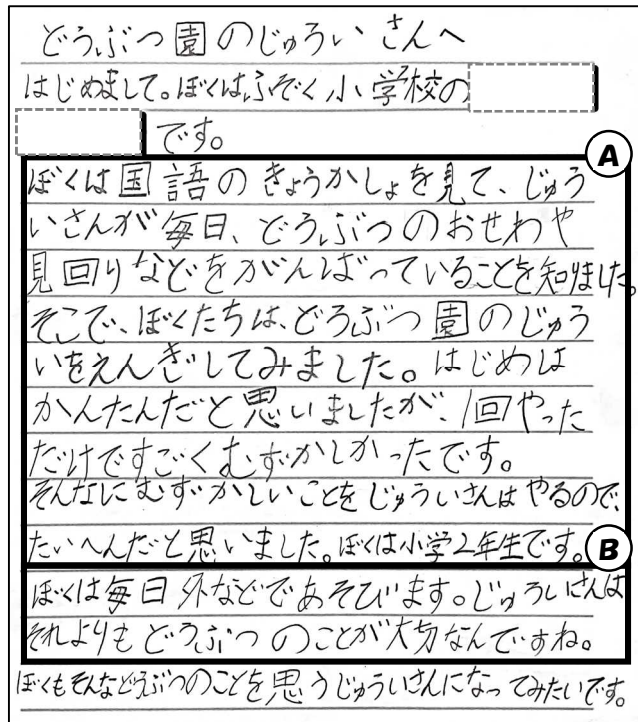 どうぶつ園のじゅういさんへ
はじめまして。ぼくは、ふぞく小学校の
です。
A
ぼくは国語のきょうかしょを見て、じゅう
いさんが毎日、どうぶつのおせわや
見回りなどをがんばっていることを知りました。
そこで、ぼくたちは、どうぶつ園のじゅう
いをえんぎしてみました。はじめは
かんたんだと思いましたが、1回やった
だけですごくむずかしかったです。
そんなにむずかしいことをじゅういさんはやるので、
たいへんだと思いました。ぼくは小学2年生です。
B
ぼくは毎日外などであそびます。じゅういさんは
それよりもどうぶつのことが大切なんですね。
ぼくもそんなどうぶつのことを思うじゅういさんになってみたいです。